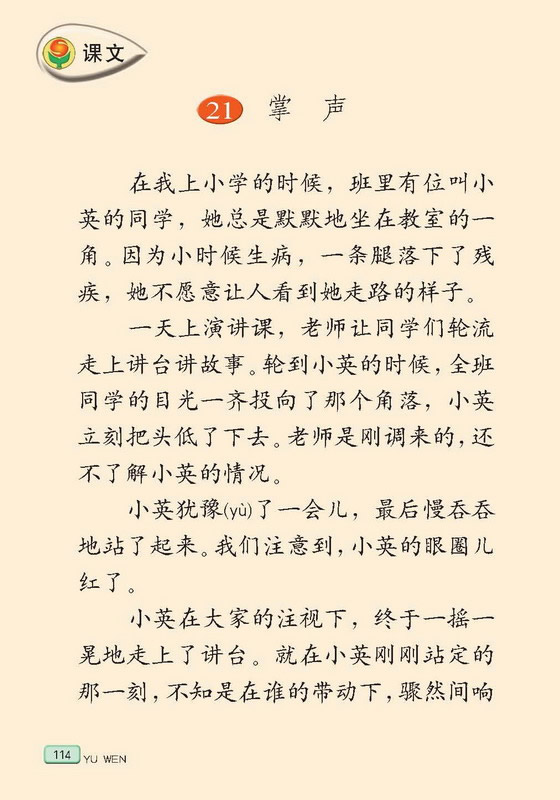 课文
21 掌声
在我上小学的时候，班里有位叫小
英的同学，她总是默默地坐在教室的一
角。因为小时候生病，一条腿落下了残
疾，她不愿意让人看到她走路的样子。
一天上演讲课，老师让同学们轮流
走上讲台讲故事。轮到小英的时候，全班
同学的目光一齐投向了那个角落，小英
立刻把头低了下去。老师是刚调来的，还
不了解小英的情况。
小英犹豫(yù)了一会儿，最后慢吞吞
地站了起来。我们注意到，小英的眼圈儿
红了。
小英在大家的注视下，终于一摇一
晃地走上了讲台。就在小英刚刚站定的
那一刻，不知是在谁的带动下，骤然间响
114 YU WEN